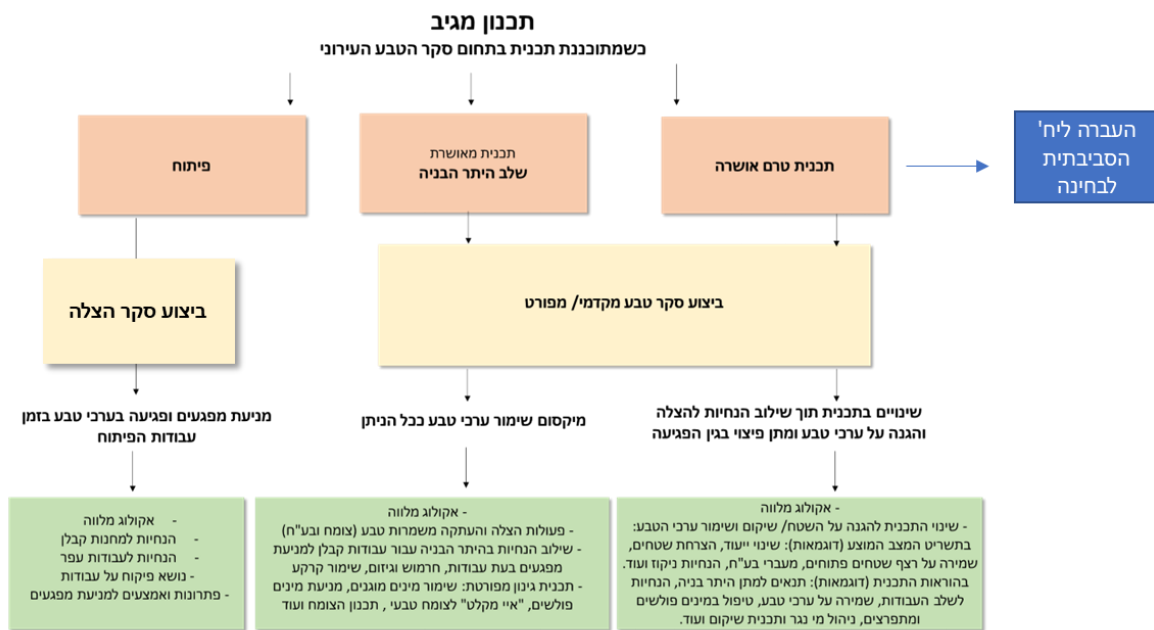 תכנון מגיב
כשמתוכננת תכנית בתחום סקר הטבע העירוני
העברה ליח'
הסביבתית
לבחינה
תכנית טרם אושרה
תכנית מאושרת
שלב היתר הבניה
פיתוח
ביצוע סקר טבע מקדמי/ מפורט
ביצוע סקר הצלה
שינויים בתכנית תוך שילוב הנחיות להצלה
והגנה על ערכי טבע ומתן פיצוי בגין הפגיעה
מיקסום שימור ערכי טבע ככל הניתן
מניעת מפגעים ופגיעה בערכי טבע בזמן
עבודות הפיתוח
- אקולוג מלווה
- שינוי התכנית להגנה על השטח/ שיקום ושימור ערכי הטבע:
בתשריט המצב המוצע (דוגמאות): שינוי ייעוד, הצרחת שטחים,
שמירה על רצף שטחים פתוחים, מעברי בע"ח, הנחיות ניקוז ועוד.
בהוראות התכנית (דוגמאות): תנאים למתן היתר בניה, הנחיות
לשלב העבודות, שמירה על ערכי טבע, טיפול במינים פולשים
ומתפרצים, ניהול מי נגר ותכנית שיקום ועוד.
- אקולוג מלווה
- פעולות הצלה והעתקה משמרות טבע (צומח ובע"ח)
- שילוב הנחיות בהיתר הבניה עבור עבודות קבלן למניעת
מפגעים בעת עבודות, חרמוש וגיזום, שימור קרקע
- תכנית גינון מפורטת: שימור מינים מוגנים, מניעת מינים
פולשים, "איי מקלט" לצומח טבעי , תכנון הצומח ועוד
- אקולוג מלווה
- הנחיות למחנות קבלן
- הנחיות לעבודות עפר
- נושא פיקוח על עבודות
- פתרונות ואמצעים למניעת מפגעים